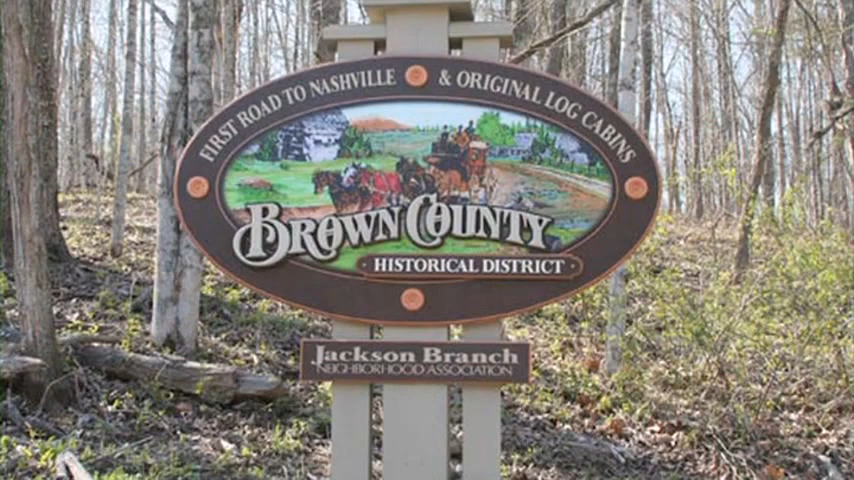 FIRST ROAD TO NASHVILLE & ORIGINAL LOG CABINS
BROWN COUNTY
HISTORICAL DISTRICT
Jackson Branch
NEIGHBORHOOD ASSOCIATION